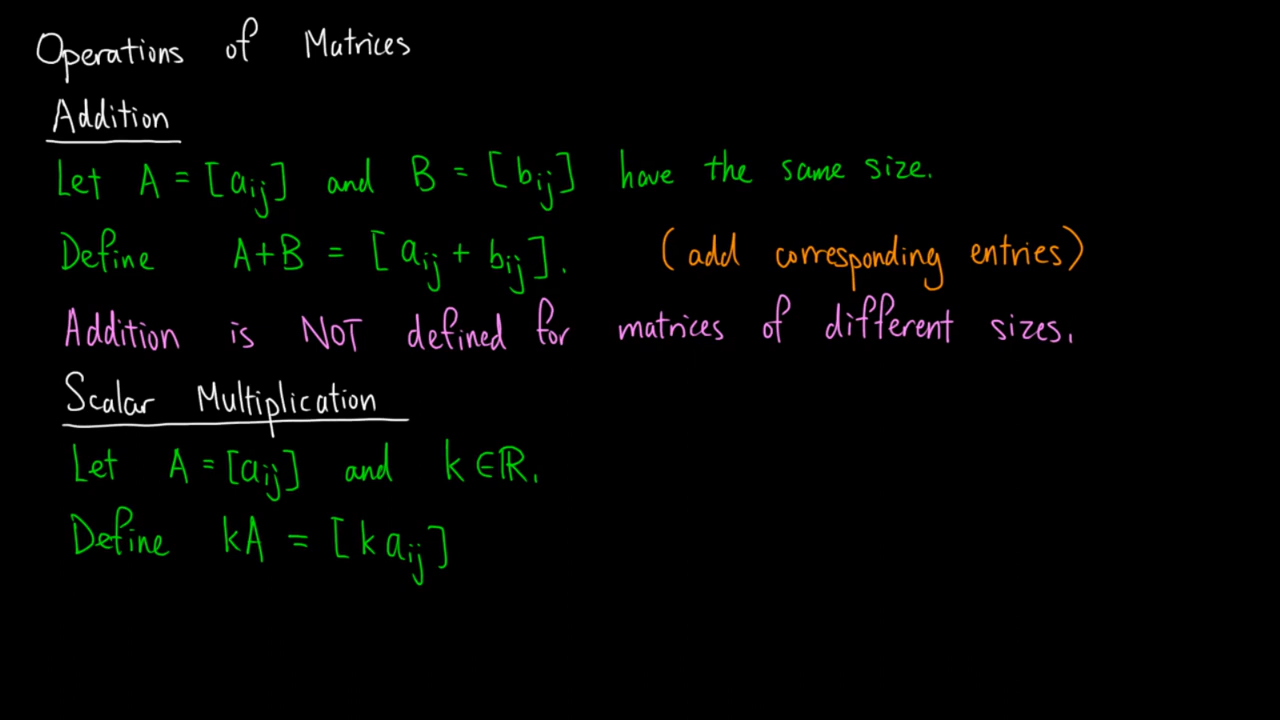 Operations of Matrices
Addition
Let A = [aij] and B = [bij] have the same size.
Define A+B = [aij + bij]. (add corresponding entries)
Addition is NOT defined for matrices of different sizes.
Scalar Multiplication
Let A = [aij] and k ∈ ℝ.
Define kA = [k aij]